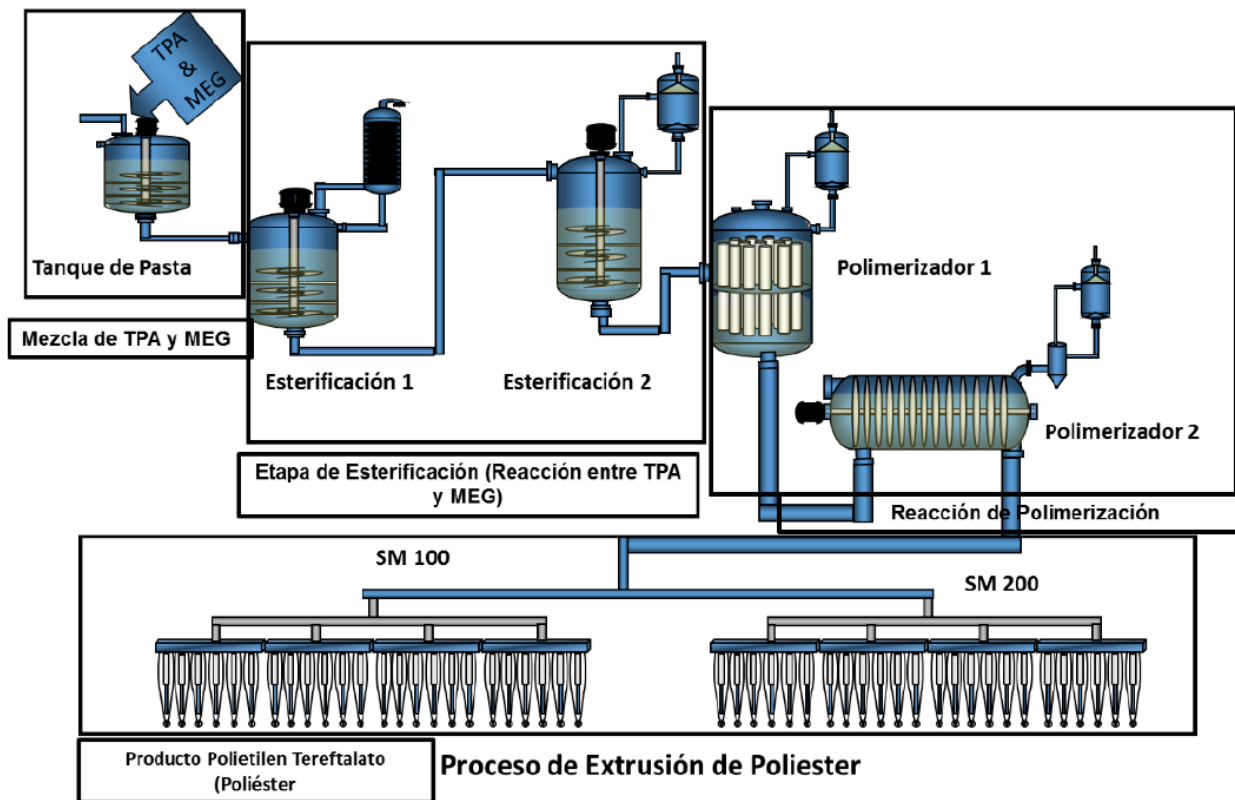 TPA
&
MEG
Tanque de Pasta
Mezcla de TPA y MEG
Esterificación 1
Esterificación 2
Etapa de Esterificación (Reacción entre TPA
y MEG)
Polimerizador 1
Polimerizador 2
Reacción de Polimerización
SM 100
SM 200
Producto Polietilen Tereftalato
(Poliéster
Proceso de Extrusión de Poliester